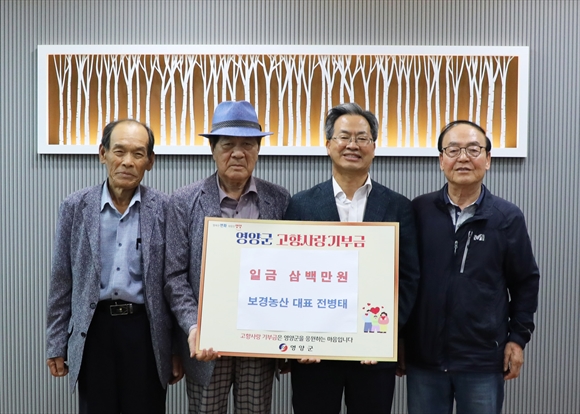 영양군 고향사랑기부금
일금 삼백만원
보경농산 대표 전병태
고향사랑 기부금은 영양군을 응원하는 마음입니다
영양군